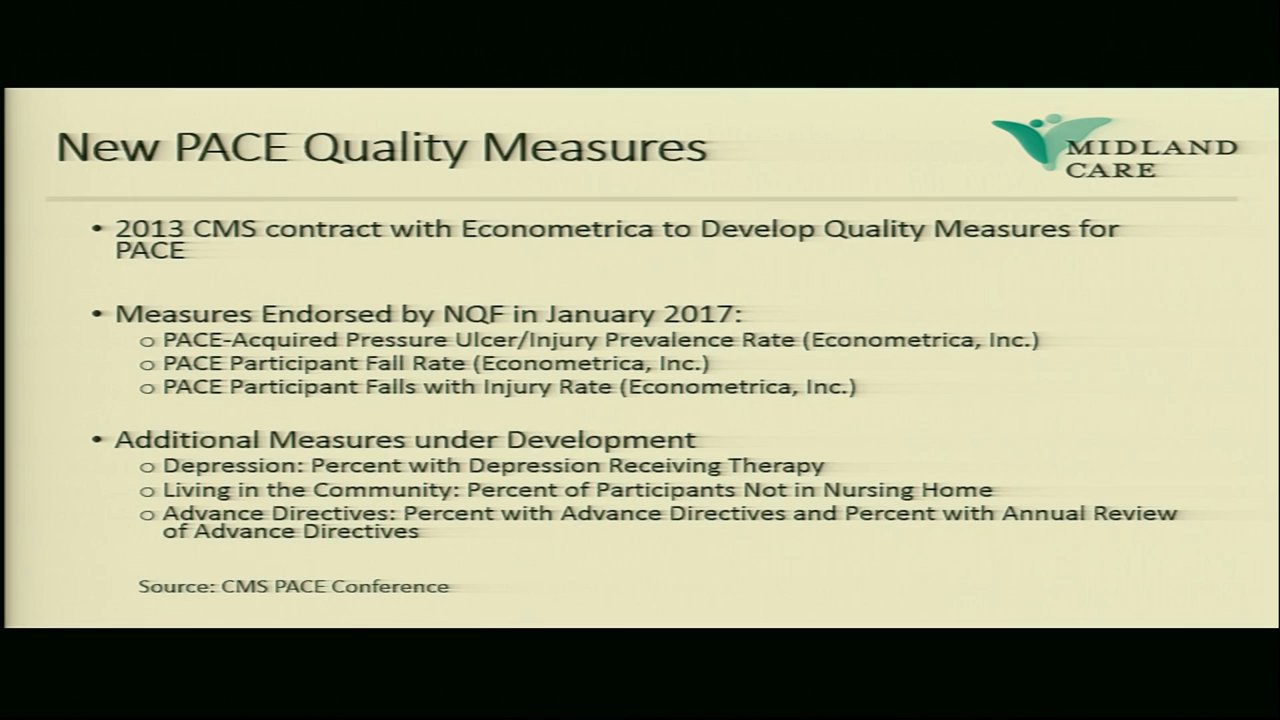 New PACE Quality Measures
MIDLAND
CARE
• 2013 CMS contract with Econometrica to Develop Quality Measures for
PACE
• Measures Endorsed by NQF in January 2017:
o PACE-Acquired Pressure Ulcer/Injury Prevalence Rate (Econometrica, Inc.)
o PACE Participant Fall Rate (Econometrica, Inc.)
o PACE Participant Falls with Injury Rate (Econometrica, Inc.)
• Additional Measures under Development
o Depression: Percent with Depression Receiving Therapy
o Living in the Community: Percent of Participants Not in Nursing Home
o Advance Directives: Percent with Advance Directives and Percent with Annual Review
of Advance Directives
Source: CMS PACE Conference